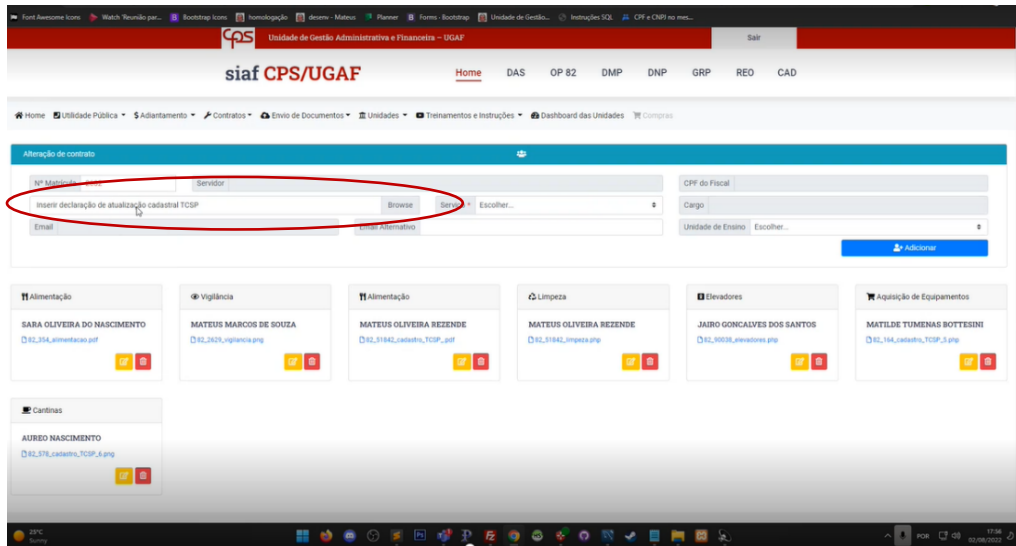 Font Awesome Icons Watch 'Reunião par... Bootstrap Icons homologação desenv - Mateus Planner Forms · Bootstrap Unidade de Gestão... Instruções SQL CPF e CNPJ no mes...
cps Unidade de Gestão Administrativa e Financeira – UGAF Sair
siaf CPS/UGAF Home DAS OP 82 DMP DNP GRP REO CAD
Home Utilidade Pública $ Adiantamento Contratos Envio de Documentos Unidades Treinamentos e Instruções Dashboard das Unidades Compras
Alteração de contrato
Nº Matrícula Servidor CPF do Fiscal
Inserir declaração de atualização cadastral TCSP Browse Serviço * Escolher... Cargo
Email Email Alternativo Unidade de Ensino Escolher...
Adicionar
Alimentação Vigilância Alimentação Limpeza Elevadores Aquisição de Equipamentos
SARA OLIVEIRA DO NASCIMENTO MATEUS MARCOS DE SOUZA MATEUS OLIVEIRA REZENDE MATEUS OLIVEIRA REZENDE JAIRO GONCALVES DOS SANTOS MATILDE TUMENAS BOTTESINI
82_354_alimentacao.pdf 82_2629_vigilancia.png 82_51842_cadastro_TCSP_.pdf 82_51842_limpeza.php 82_90038_elevadores.php 82_164_cadastro_TCSP_5.php
Cantinas
AUREO NASCIMENTO
82_578_cadastro_TCSP_6.png
25°C
Sunny
POR
17:56
02/08/2022